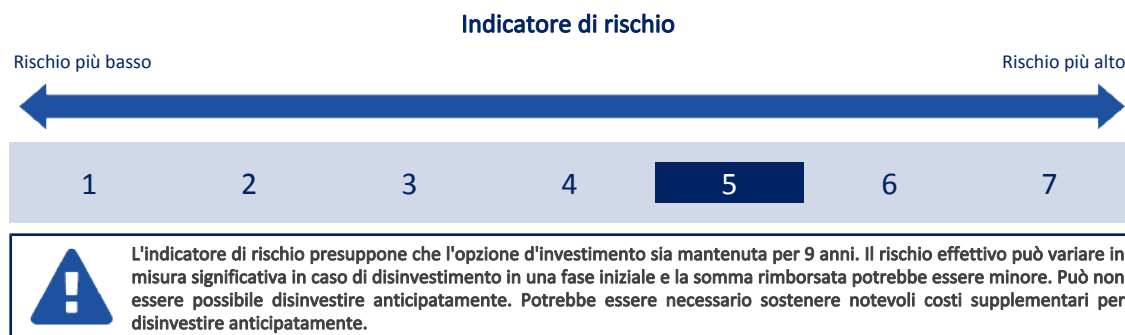 Indicatore di rischio
Rischio più basso
Rischio più alto
1 2 3 4 5 6 7
L'indicatore di rischio presuppone che l'opzione d'investimento sia mantenuta per 9 anni. Il rischio effettivo può variare in
misura significativa in caso di disinvestimento in una fase iniziale e la somma rimborsata potrebbe essere minore. Può non
essere possibile disinvestire anticipatamente. Potrebbe essere necessario sostenere notevoli costi supplementari per
disinvestire anticipatamente.